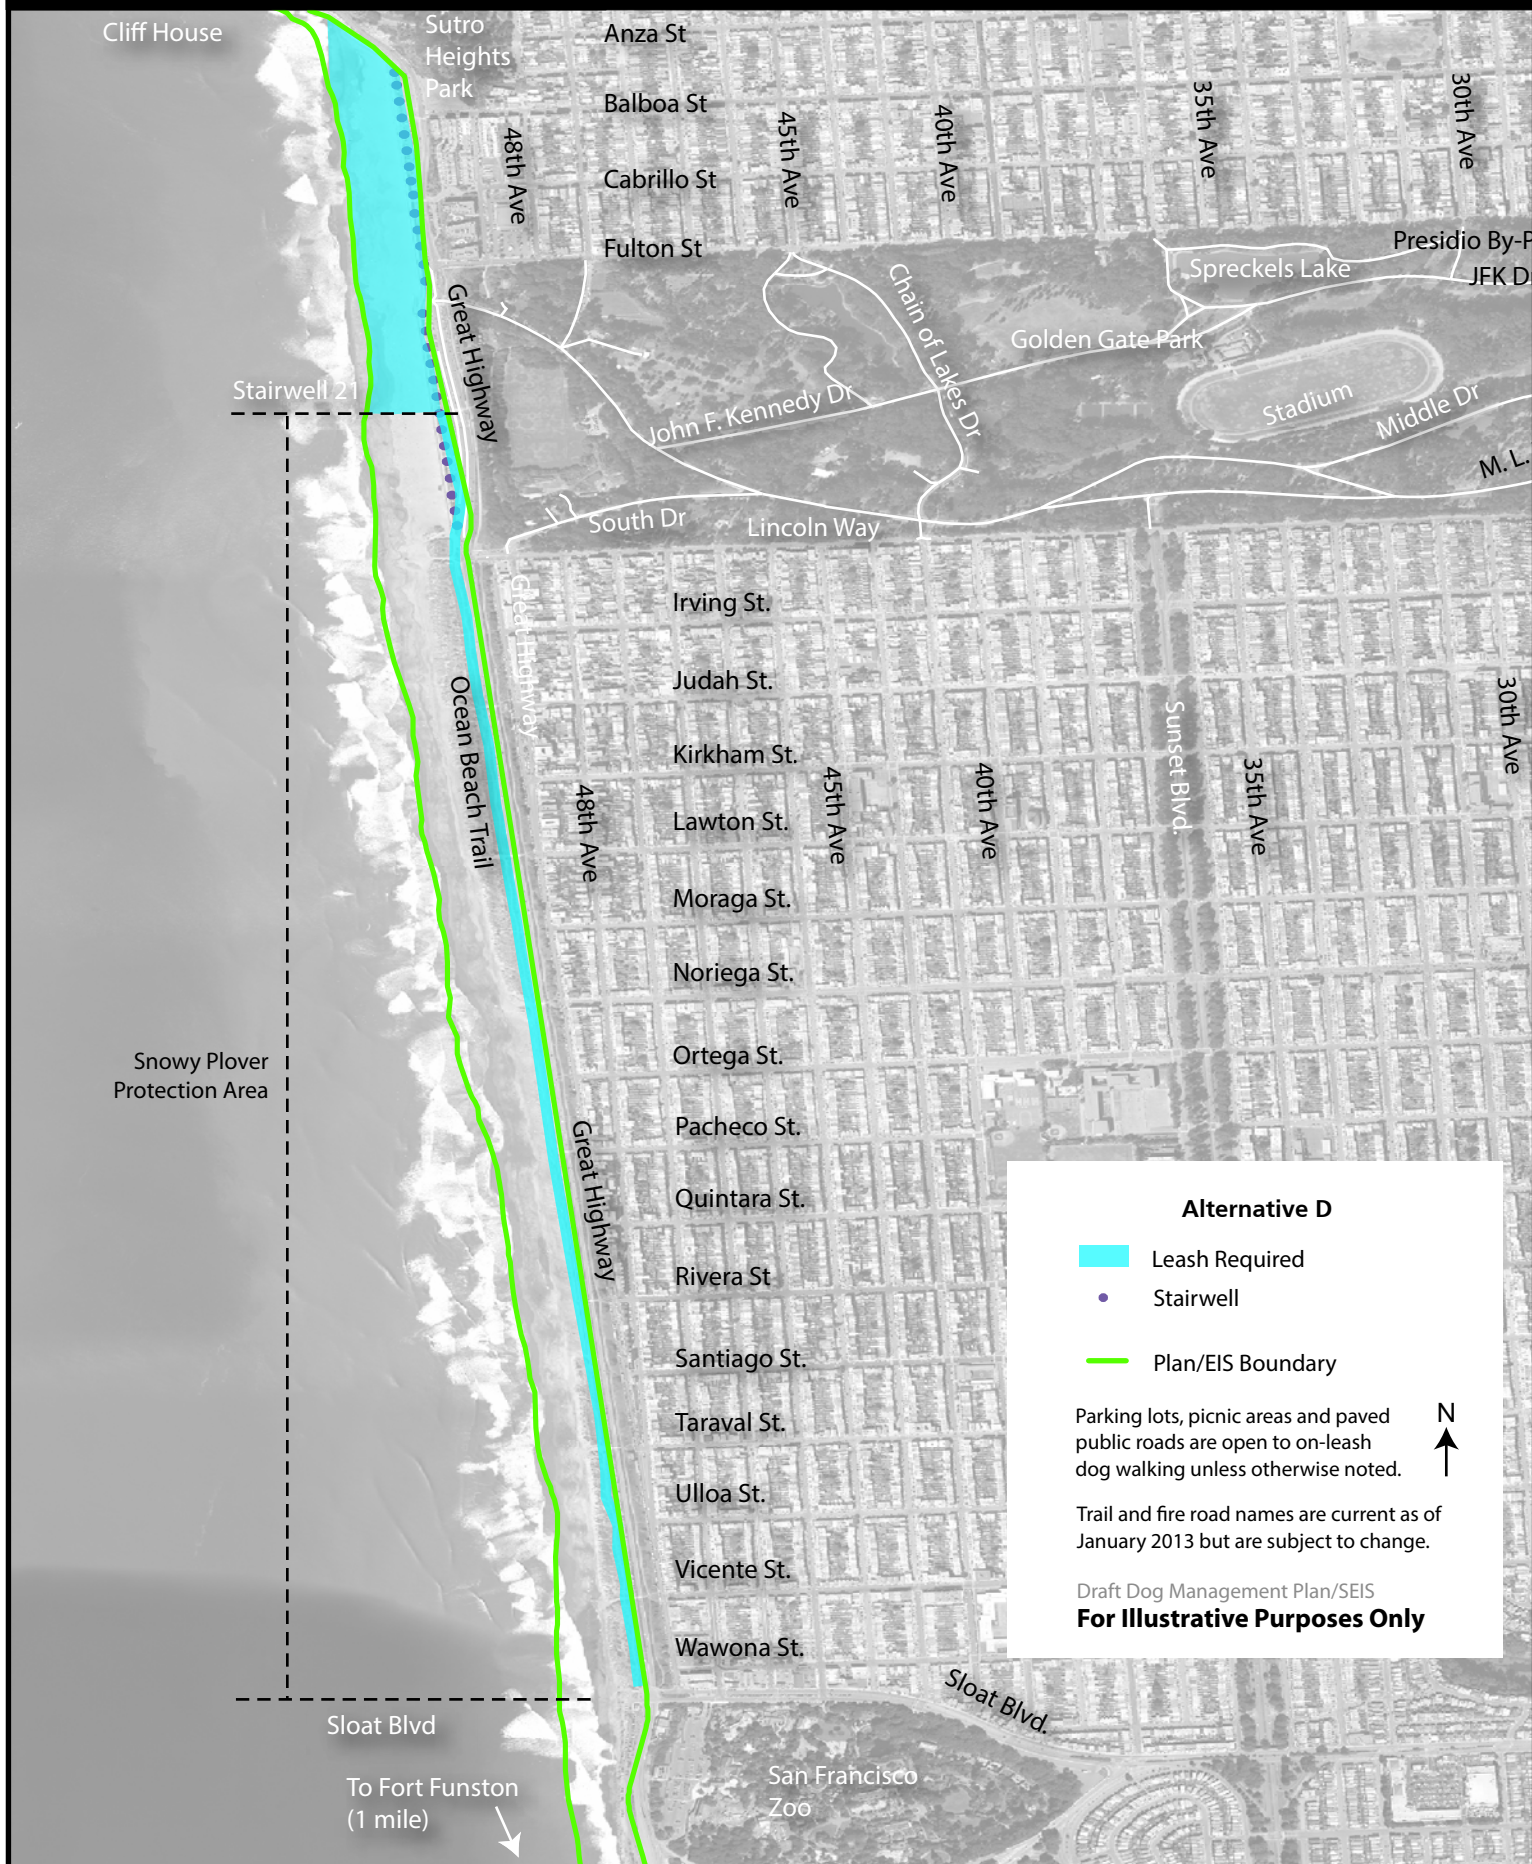 Cliff House
Sutro
Heights
Park
Anza St
Balboa St
Cabrillo St
Fulton St
48th Ave
45th Ave
40th Ave
35th Ave
30th Ave
Presidio By-P
JFK D
Spreckels Lake
Golden Gate Park
Chain of Lakes Dr
Great Highway
Stairwell 21
John F. Kennedy Dr
Stadium
Middle Dr
M. L.
South Dr
Lincoln Way
Great Highway
Irving St.
Judah St.
Kirkham St.
Lawton St.
Moraga St.
Noriega St.
Ortega St.
Pacheco St.
Quintara St.
Rivera St
Santiago St.
Taraval St.
Ulloa St.
Vicente St.
Wawona St.
Ocean Beach Trail
48th Ave
45th Ave
40th Ave
Sunset Blvd.
35th Ave
30th Ave
Great Highway
Snowy Plover
Protection Area
Sloat Blvd
Sloat Blvd.
To Fort Funston
(1 mile)
San Francisco
Zoo
Alternative D
Leash Required
Stairwell
Plan/EIS Boundary
Parking lots, picnic areas and paved
public roads are open to on-leash
dog walking unless otherwise noted.
N
Trail and fire road names are current as of
January 2013 but are subject to change.
Draft Dog Management Plan/SEIS
For Illustrative Purposes Only